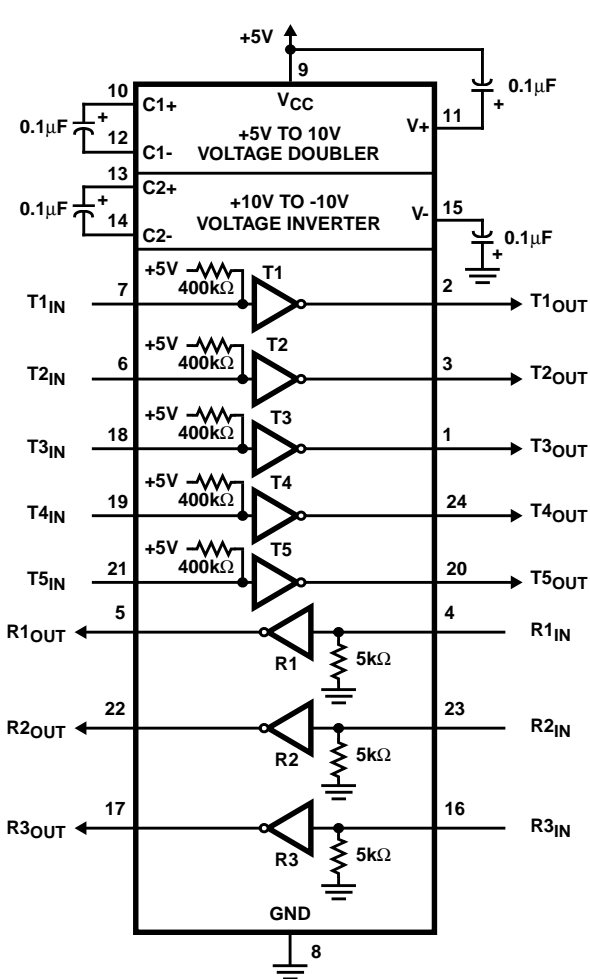 +5V
9
VCC
10
C1+
0.1μF
+
12
C1-
+5V TO 10V
VOLTAGE DOUBLER
V+
11
0.1μF
+
13
C2+
0.1μF
+
14
C2-
+10V TO -10V
VOLTAGE INVERTER
V-
15
0.1μF
+
T1IN
7
+5V
400kΩ
T1
2
T1OUT
T2IN
6
+5V
400kΩ
T2
3
T2OUT
T3IN
18
+5V
400kΩ
T3
1
T3OUT
T4IN
19
+5V
400kΩ
T4
24
T4OUT
T5IN
21
+5V
400kΩ
T5
20
T5OUT
R1OUT
5
R1
5kΩ
4
R1IN
R2OUT
22
R2
5kΩ
23
R2IN
R3OUT
17
R3
5kΩ
16
R3IN
GND
8